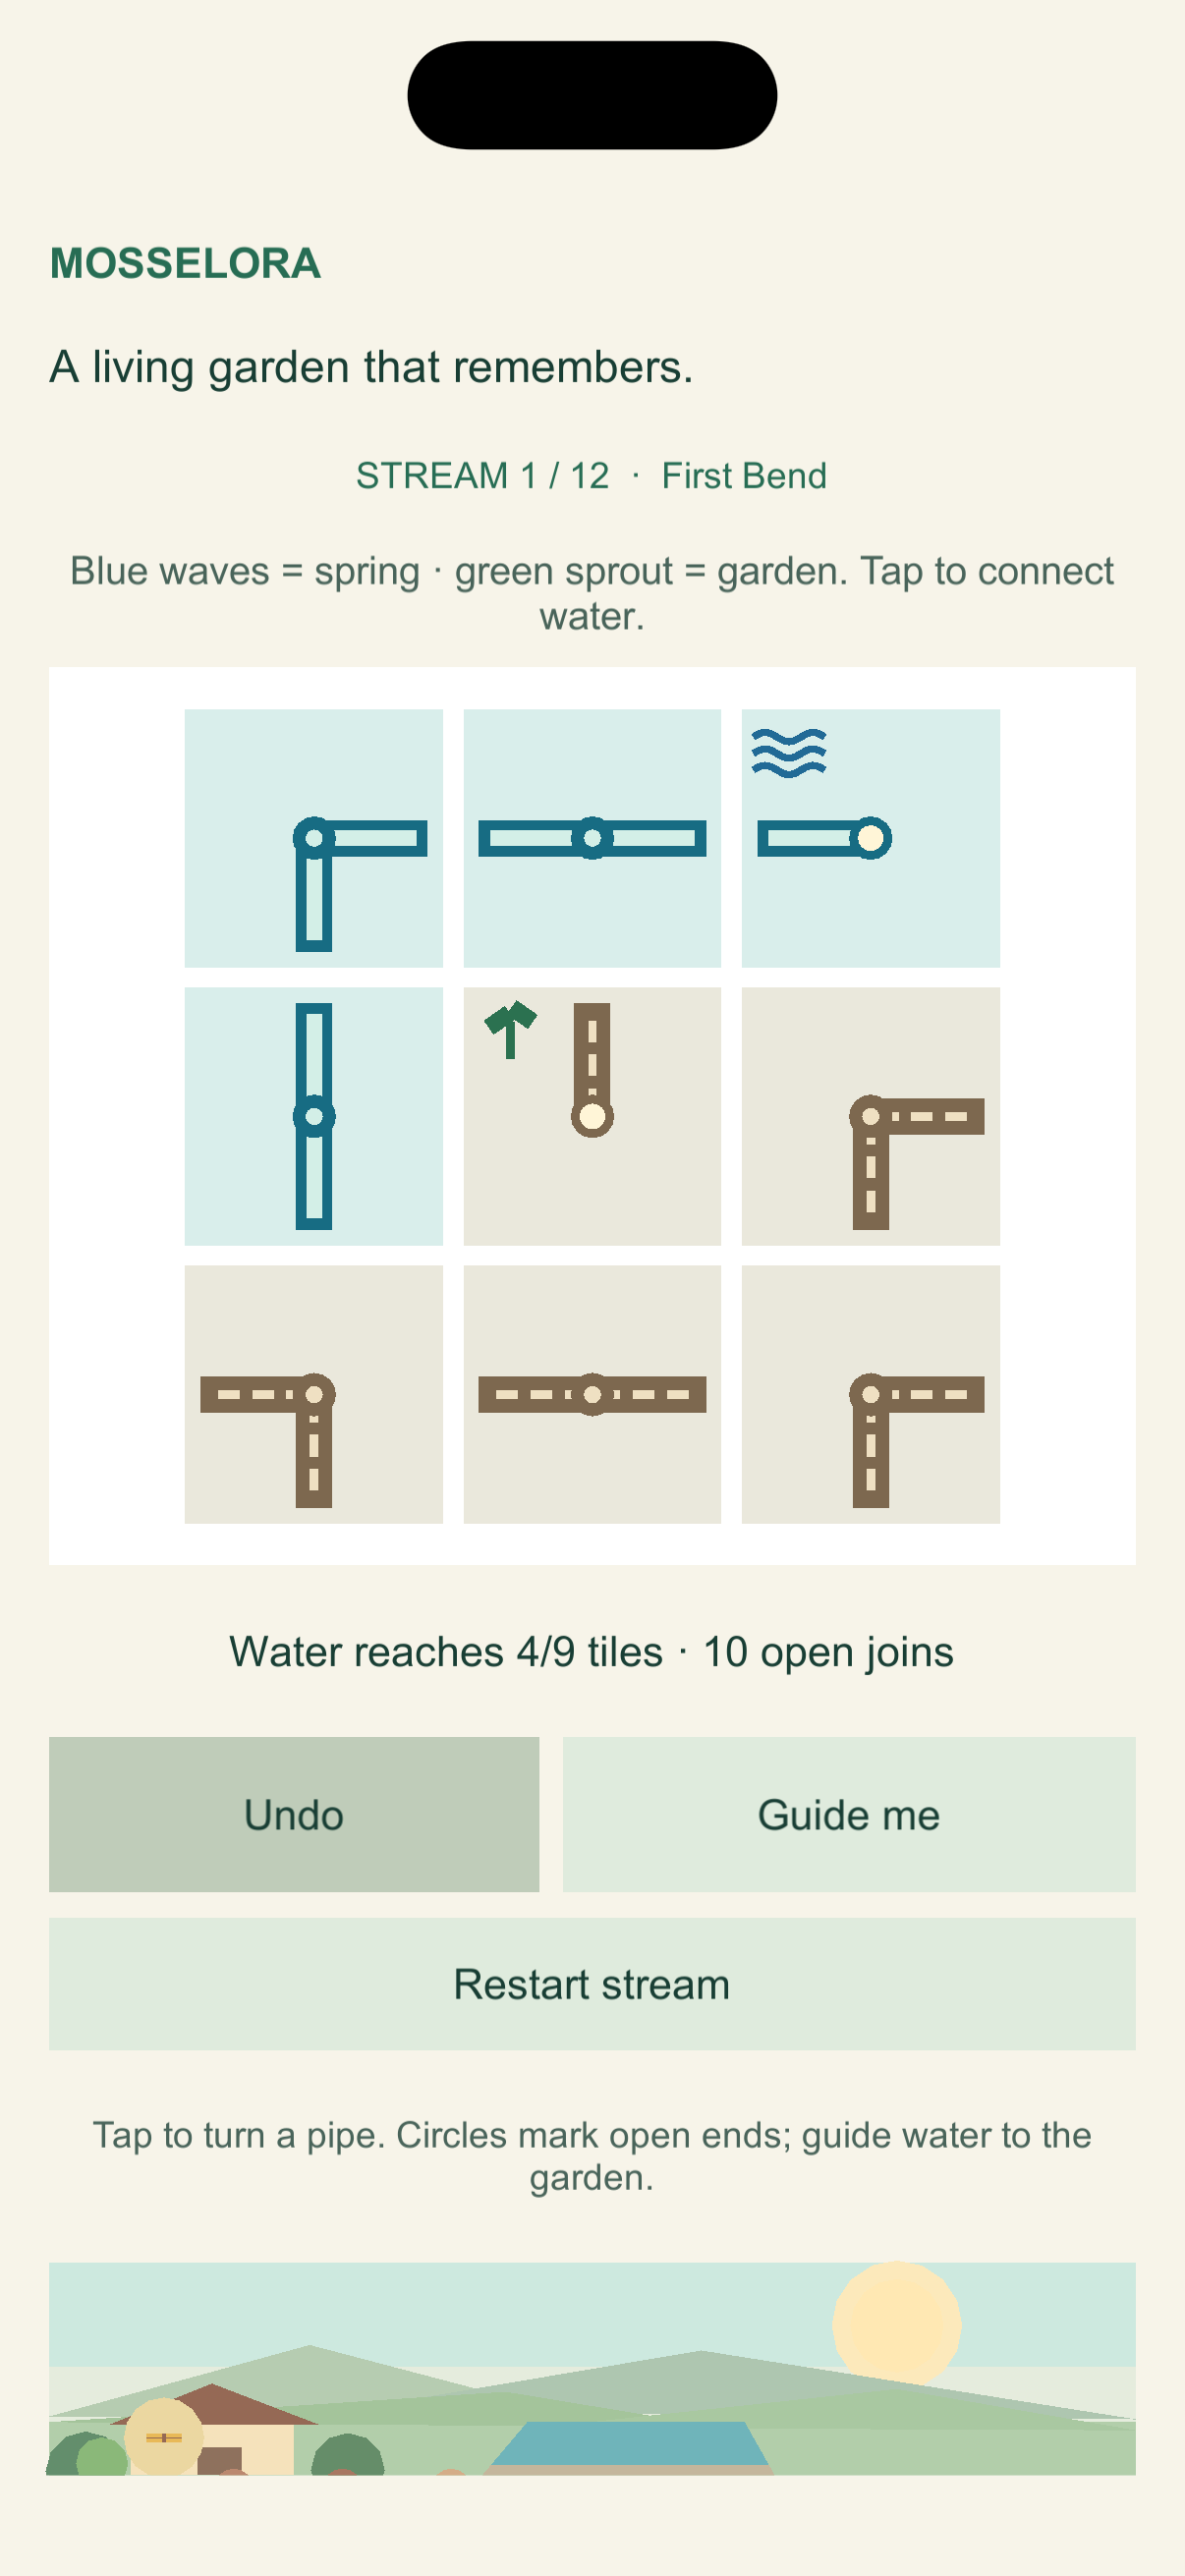 MOSSELORA
A living garden that remembers.
STREAM 1 / 12 · First Bend
Blue waves = spring · green sprout = garden. Tap to connect
water.
Water reaches 4/9 tiles · 10 open joins
Undo
Guide me
Restart stream
Tap to turn a pipe. Circles mark open ends; guide water to the
garden.